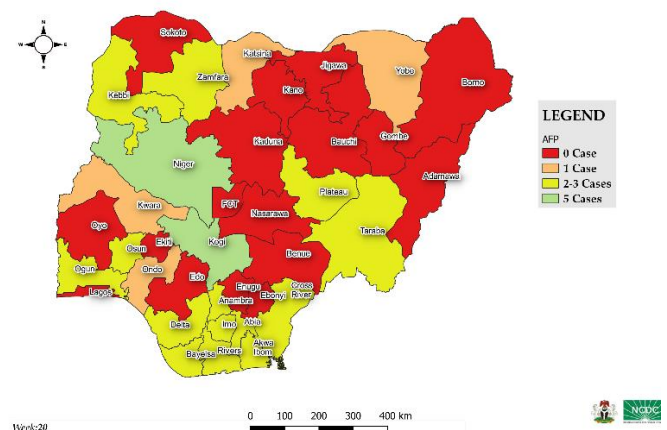 N
W
E
S
Sokoto
Katsina
Jigawa
Yobe
Borno
Zamfara
Kebbi
Kano
Kaduna
Bauchi
Gombe
Niger
Adamawa
Plateau
FCT
Nasarawa
Taraba
Kwara
Oyo
Kogi
Benue
Osun
Ekiti
Ogun
Ondo
Edo
Lagos
Enugu
Anambra
Ebonyi
Cross
River
Delta
Imo
Abia
Akwa
Ibom
Bayelsa
Rivers
LEGEND
AFP
0 Case
1 Case
2-3 Cases
5 Cases
0 100 200 300 400 km
Week:20
NCDC